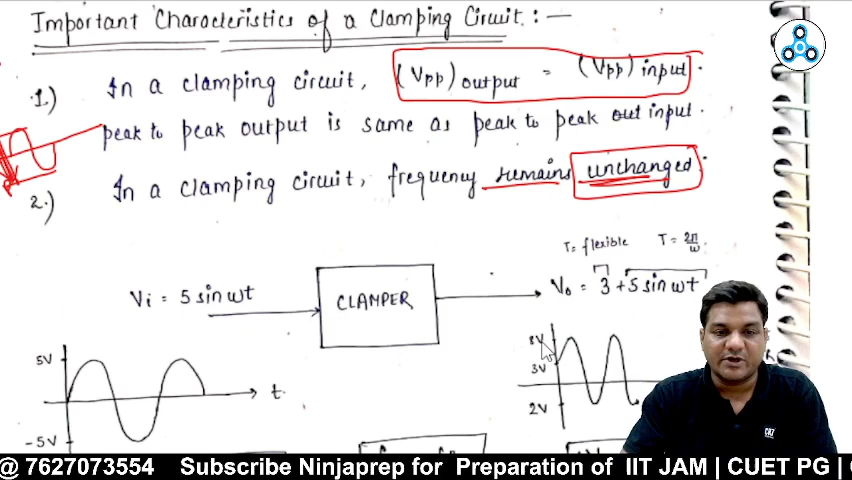 Important Characteristics of a Clamping Circuit :—
1.) In a clamping circuit, (Vpp) output = (Vpp) input.
peak to peak output is same as peak to peak out input.
2.) In a clamping circuit, frequency remains unchanged.
T = flexible T = 2π/ω.
Vi = 5 sin ωt
CLAMPER
Vo = 3 + 5 sin ωt
5V
-5V
t.
8V
3V
2V
@ 7627073554 Subscribe Ninjaprep for Preparation of IIT JAM | CUET PG |